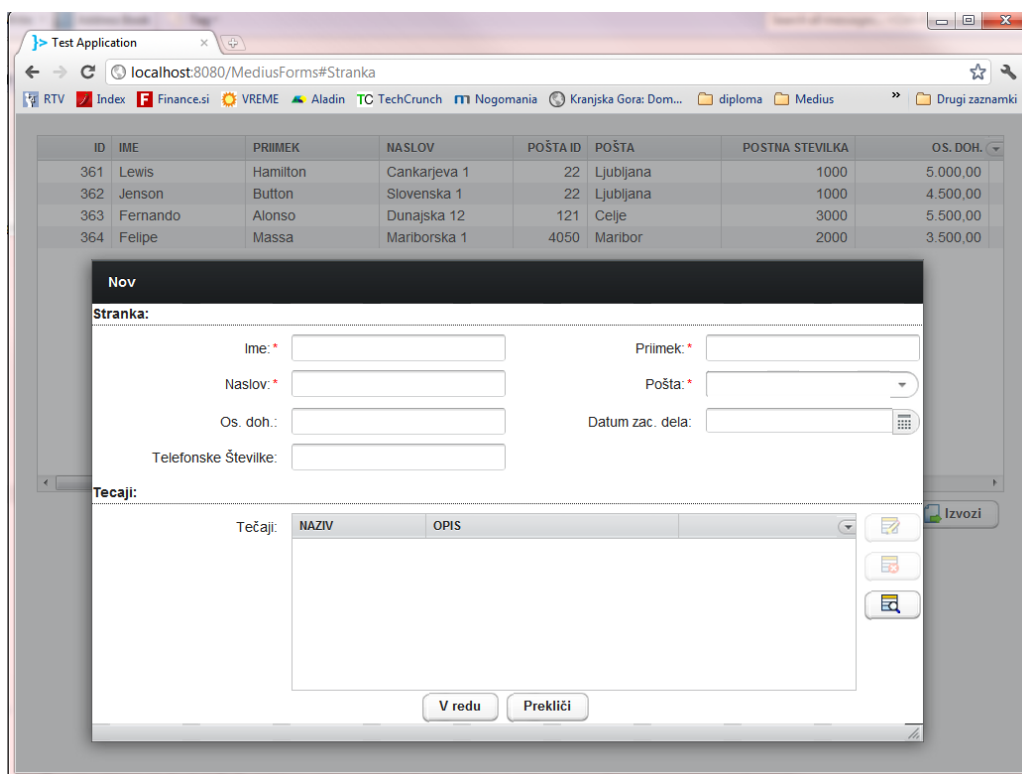 Test Application
localhost:8080/MediusForms#Stranka
RTV Index Finance.si VREME Aladin TC TechCrunch Nogomania Kranjska Gora: Dom... diploma Medius » Drugi zaznamki
ID IME PRIIMEK NASLOV POŠTA ID POŠTA POSTNA STEVILKA OS. DOH.
361 Lewis Hamilton Cankarjeva 1 22 Ljubljana 1000 5.000,00
362 Jenson Button Slovenska 1 22 Ljubljana 1000 4.500,00
363 Fernando Alonso Dunajska 12 121 Celje 3000 5.500,00
364 Felipe Massa Mariborska 1 4050 Maribor 2000 3.500,00
Nov
Stranka:
Ime:* Priimek:*
Naslov:* Pošta:*
Os. doh.: Datum zac. dela:
Telefonske Številke:
Tecaji:
Izvozi
Tečaji: NAZIV OPIS
V redu Prekliči